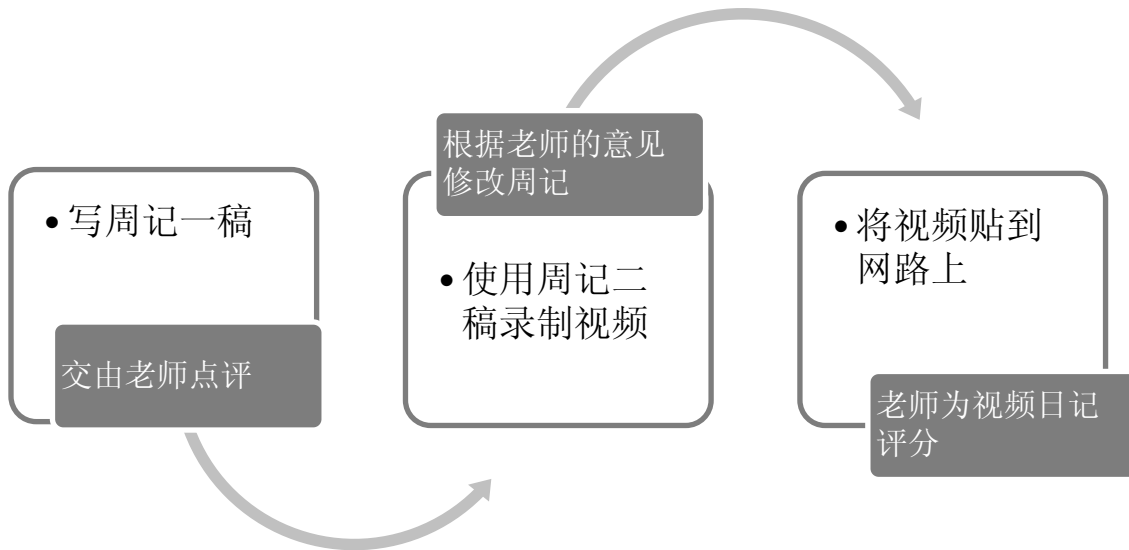 • 写周记一稿
交由老师点评
根据老师的意见
修改周记
• 使用周记二
稿录制视频
• 将视频贴到
网路上
老师为视频日记
评分